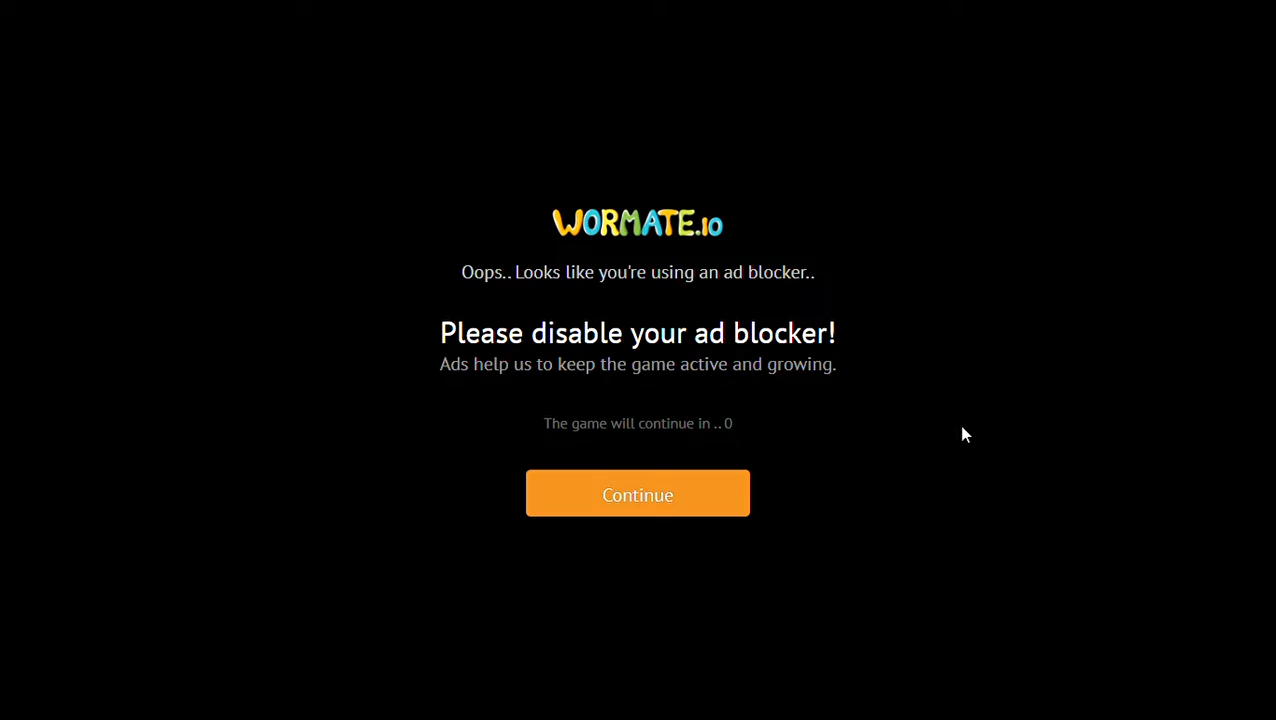 WORMATE.io
Oops.. Looks like you're using an ad blocker..
Please disable your ad blocker!
Ads help us to keep the game active and growing.
The game will continue in .. 0
Continue